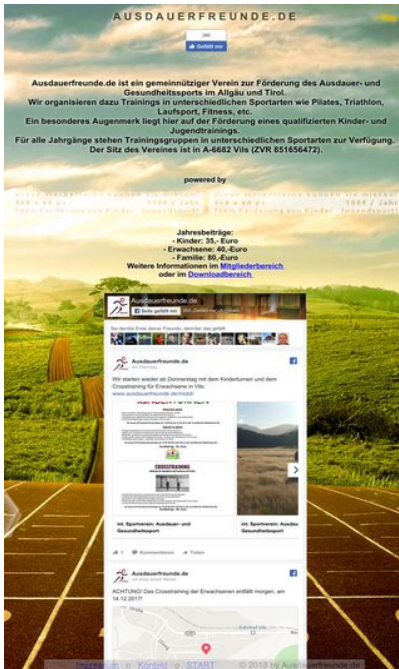 AUSDAUERFREUNDE.DE
Gefällt mir
Ausdauerfreunde.de ist ein gemeinnütziger Verein zur Förderung des Ausdauer- und
Gesundheitssports im Allgäu und Tirol.
Wir organisieren dazu Trainings in unterschiedlichen Sportarten wie Pilates, Triathlon,
Laufsport, Fitness, etc.
Ein besonderes Augenmerk liegt hier auf der Förderung eines qualifizierten Kinder- und
Jugendtrainings.
Für alle Jahrgänge stehen Trainingsgruppen in unterschiedlichen Sportarten zur Verfügung.
Der Sitz des Vereines ist in A-6682 Vils (ZVR 851656472).
powered by
Jahresbeiträge:
- Kinder: 35,- Euro
- Erwachsene: 40,-Euro
- Familie: 80,-Euro
Weitere Informationen im Mitgliederbereich
oder im Downloadbereich
Ausdauerfreunde.de
Seite gefällt mir
Ausdauerfreunde.de
am Dienstag
Wir starten wieder ab Donnerstag mit dem Kinderturnen und dem
Crosstraining für Erwachsene in Vils.
www.ausdauerfreunde.de/mobil/
CROSSTRAINING
int. Sportverein: Ausdauer- und
Gesundheitssport
int. Sportverein: Ausdau
Gesundheitssport
Kommentieren
Teilen
Ausdauerfreunde.de
ACHTUNG! Das Crosstraining der Erwachsenen entfällt morgen, am
14.12.2017!
Impressum o Kontakt o START © 2018 by Ausdauerfreunde.de